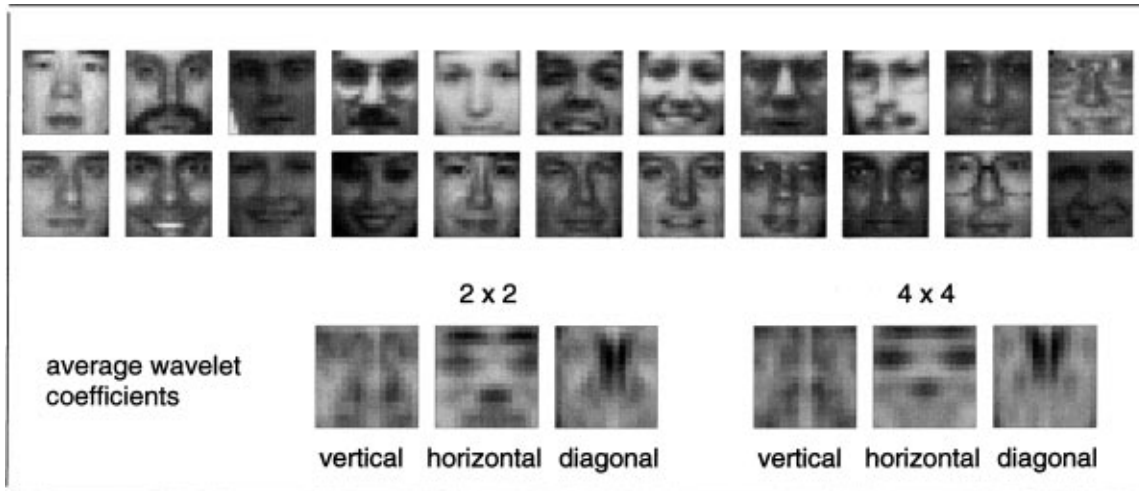 2 x 2
4 x 4
average wavelet
coefficients
vertical horizontal diagonal
vertical horizontal diagonal